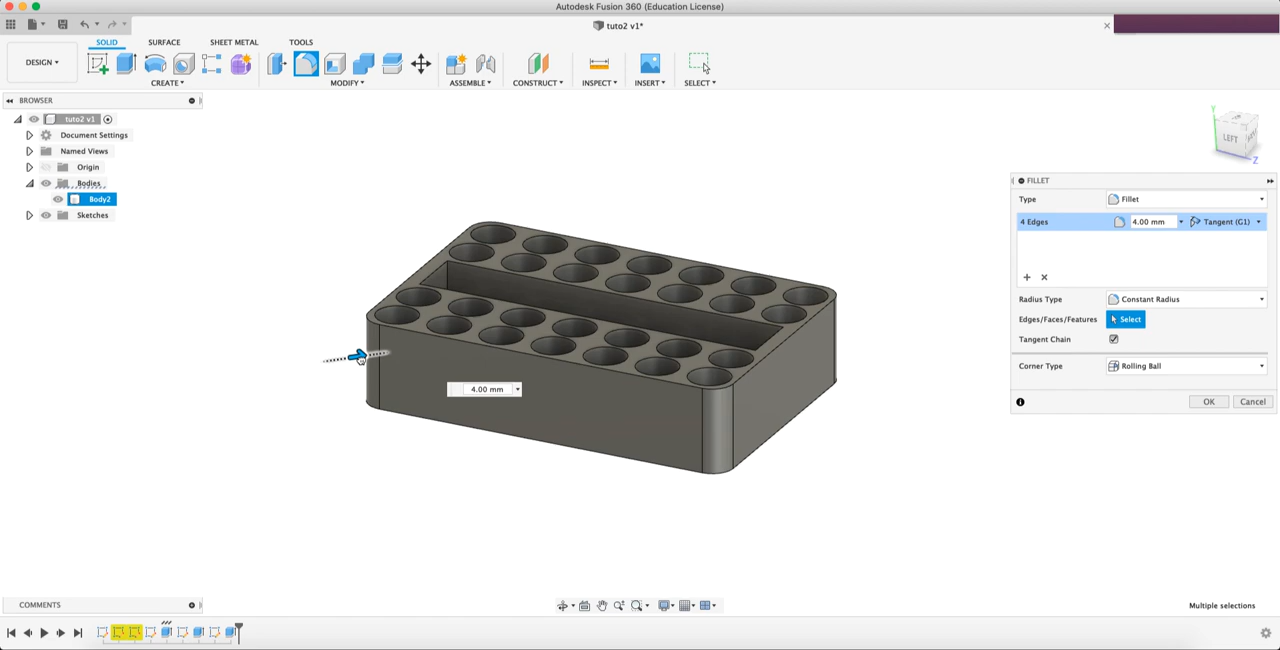 Autodesk Fusion 360 (Education License)
tuto2 v1*
DESIGN
SOLID SURFACE SHEET METAL TOOLS
CREATE MODIFY ASSEMBLE CONSTRUCT INSPECT INSERT SELECT
BROWSER
tuto2 v1
Document Settings
Named Views
Origin
Bodies
Body2
Sketches
Y
LEFT
Z
FILLET
Type Fillet
4 Edges 4.00 mm Tangent (G1)
Radius Type Constant Radius
Edges/Faces/Features Select
Tangent Chain
Corner Type Rolling Ball
OK Cancel
4.00 mm
COMMENTS
Multiple selections